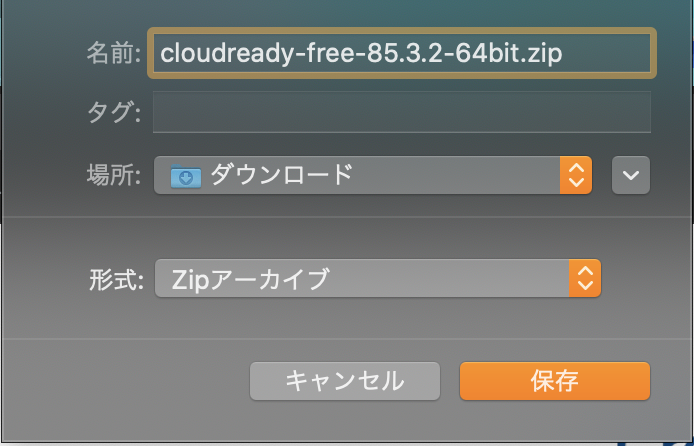 名前: cloudready-free-85.3.2-64bit.zip
タグ:
場所: ダウンロード
形式: Zipアーカイブ
キャンセル 保存